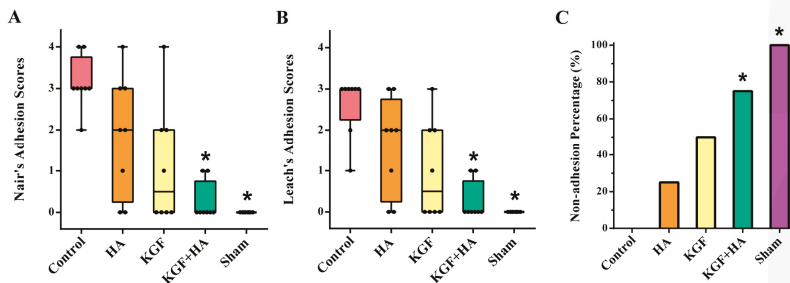 A
Nair's Adhesion Scores
4
3
2
1
0
*
*
Control
HA
KGF
KGF+HA
Sham
B
Leach's Adhesion Scores
4
3
2
1
0
*
*
Control
HA
KGF
KGF+HA
Sham
C
Non-adhesion Percentage (%)
100
80
60
40
20
*
*
Control
HA
KGF
KGF+HA
Sham